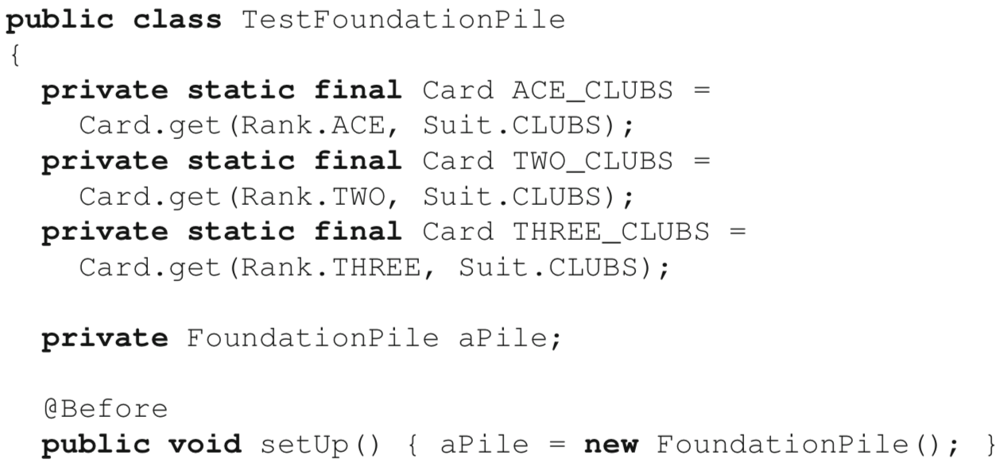 public class TestFoundationPile
{
  private static final Card ACE_CLUBS =
    Card.get(Rank.ACE, Suit.CLUBS);
  private static final Card TWO_CLUBS =
    Card.get(Rank.TWO, Suit.CLUBS);
  private static final Card THREE_CLUBS =
    Card.get(Rank.THREE, Suit.CLUBS);

  private FoundationPile aPile;

  @Before
  public void setUp() { aPile = new FoundationPile(); }